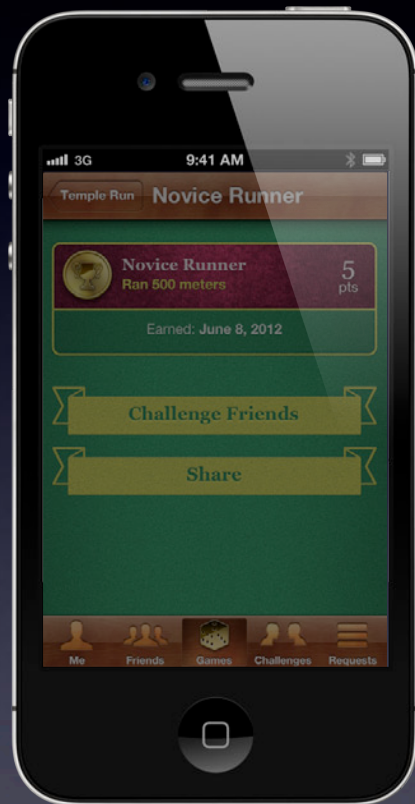 3G 9:41 AM
Temple Run Novice Runner
Novice Runner 5
Ran 500 meters pts
Earned: June 8, 2012
Challenge Friends
Share
Me Friends Games Challenges Requests